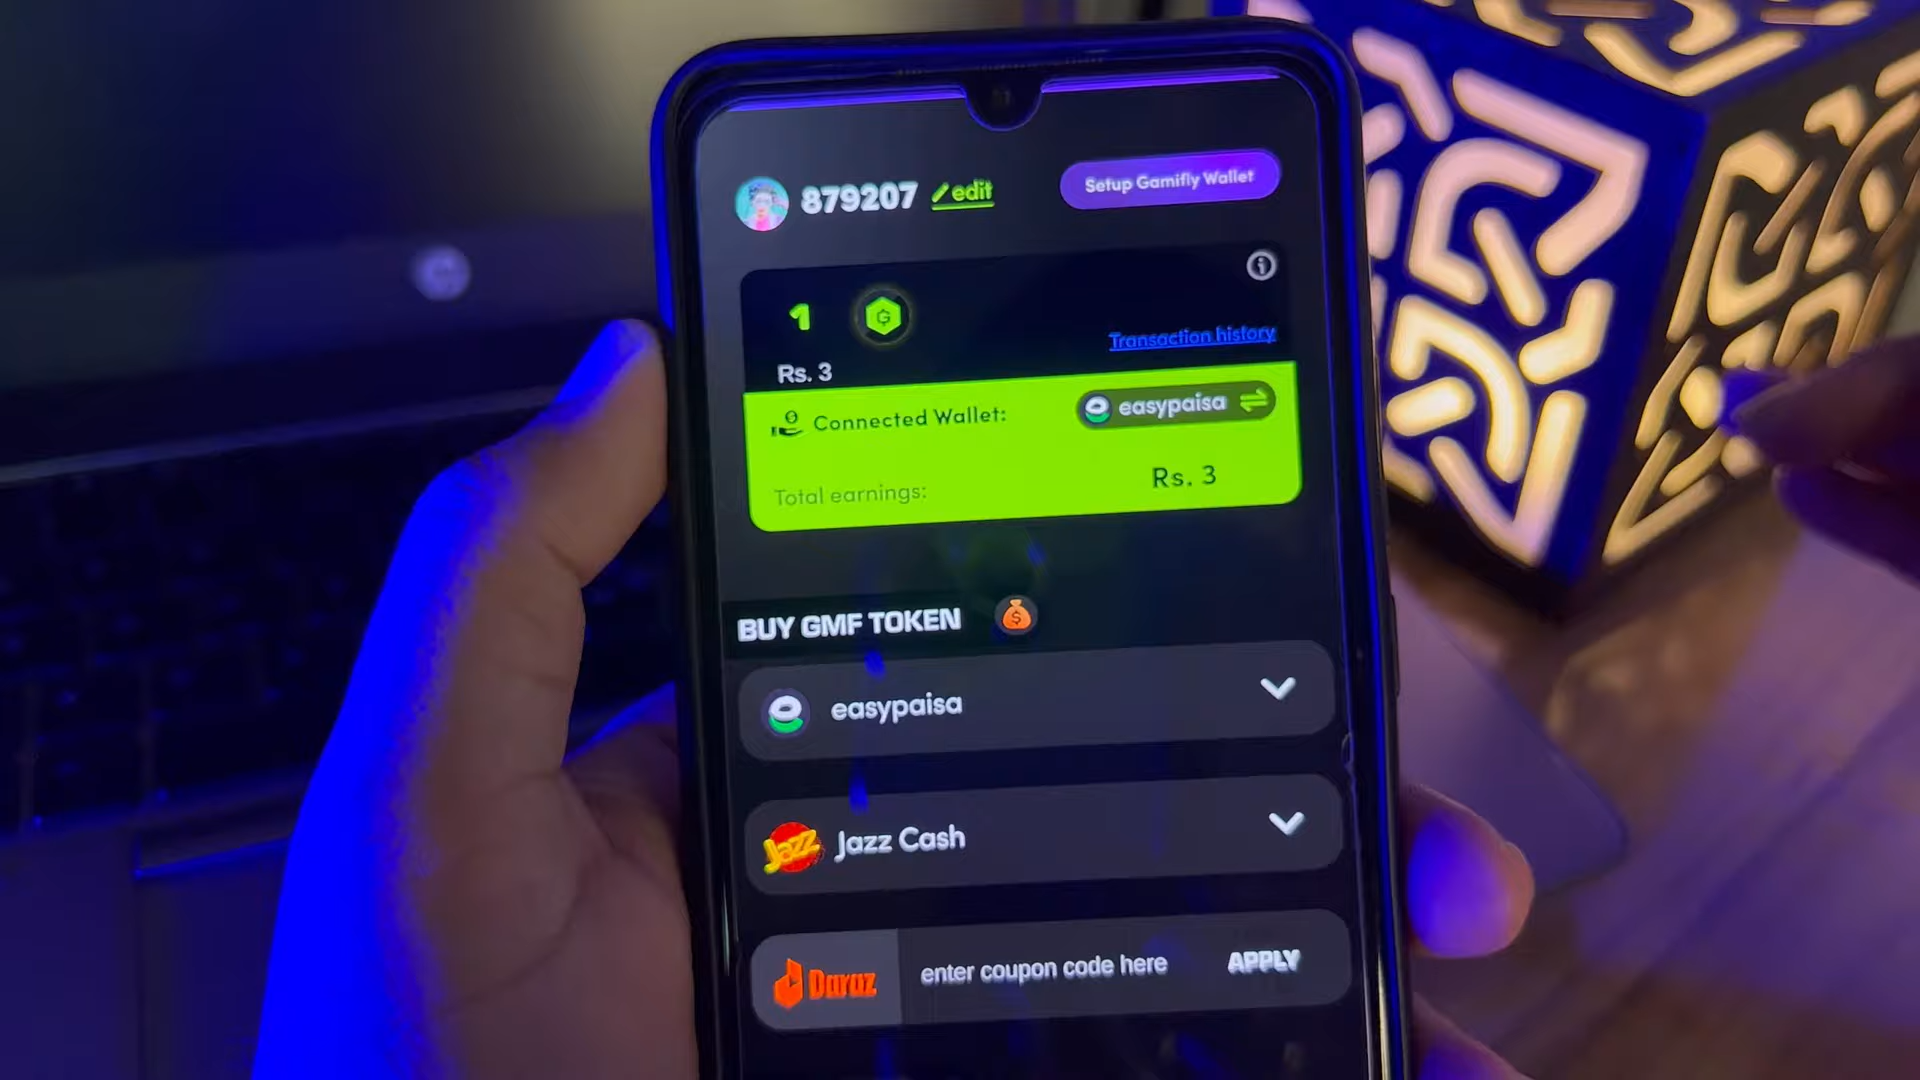 879207 edit
Setup Gamifly Wallet
1 G
Transaction history
Rs. 3
Connected Wallet: easypaisa
Total earnings: Rs. 3
BUY GMF TOKEN
easypaisa
Jazz Jazz Cash
Daraz enter coupon code here APPLY